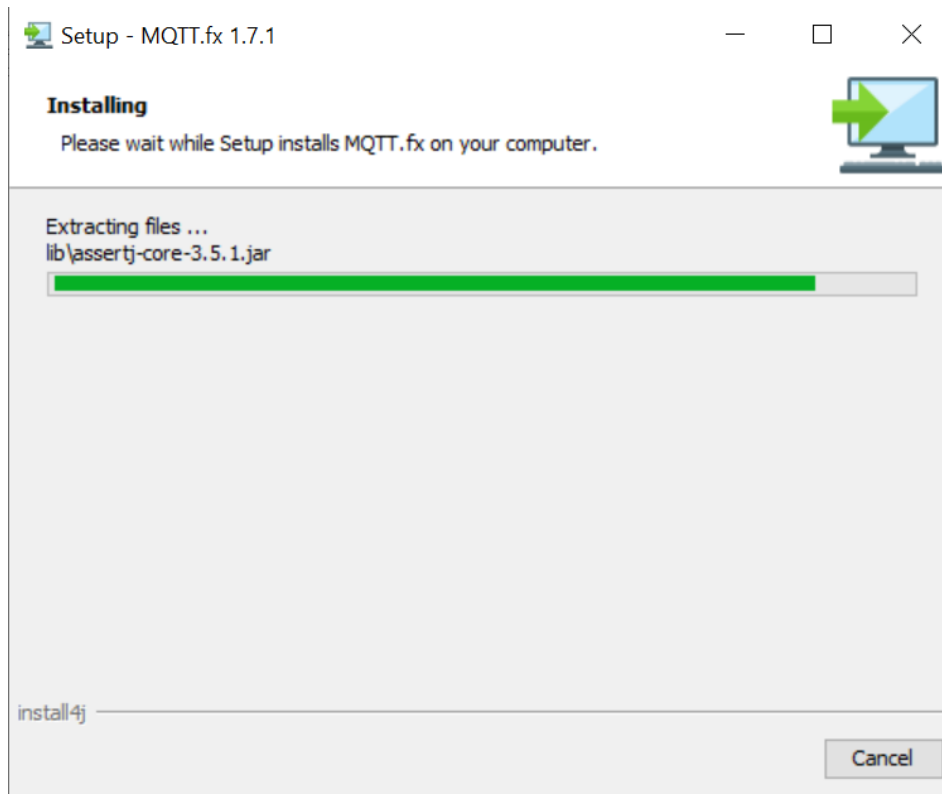 Setup - MQTT.fx 1.7.1
Installing
Please wait while Setup installs MQTT.fx on your computer.
Extracting files ...
lib\assertj-core-3.5.1.jar
install4j
Cancel